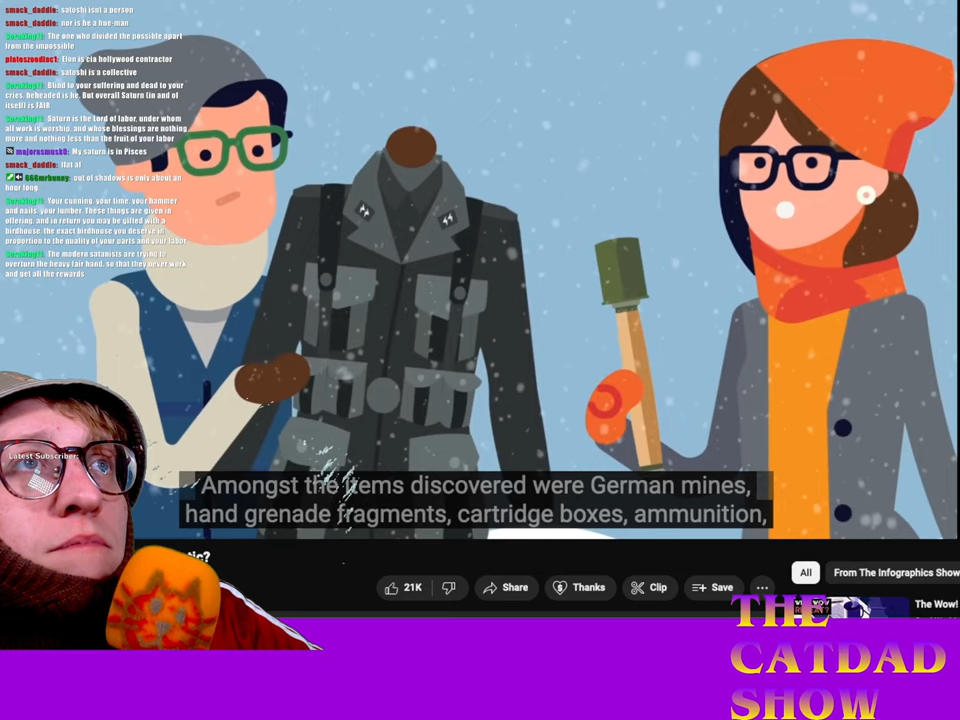 smack_daddie: satoshi isnt a person
smack_daddie: nor is he a hue-man
The one who divided the possible apart
from the impossible
Elon is cia hollywood contractor
smack_daddie: satoshi is a collective
Blind to your suffering and dead to your
cries, beheaded is he. But overall Saturn (in and of
itself) is FAIR
Saturn is the Lord of labor, under whom
all work is worship, and whose blessings are nothing
more and nothing less than the fruit of your labor
majorasmusk0: My saturn is in Pisces
smack_daddie: flat af
666mrbunny: out of shadows is only about an
hour long
Your cunning, your time, your hammer
and nails, your lumber. These things are given in
offering, and in return you may be gifted with a
birdhouse, the exact birdhouse you deserve in
proportion to the quality of your parts and your labor
The modern satanists are trying to
overturn the heavy fair hand, so that they never work
and get all the rewards
Latest Subscriber:
Amongst the items discovered were German mines,
hand grenade fragments, cartridge boxes, ammunition,
21K
Share
Thanks
Clip
Save
All
From The Infographics Show
The Wow!
THE
CATDAD
SHOW